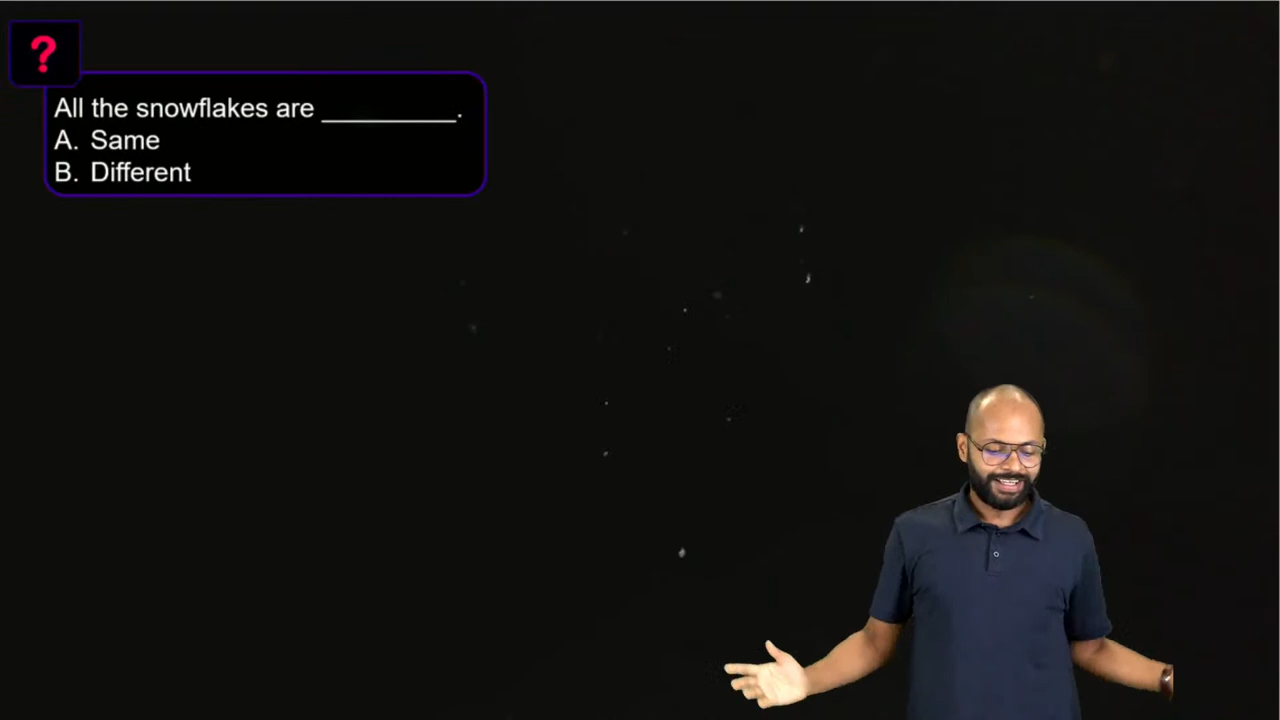 ?
All the snowflakes are __________.
A. Same
B. Different